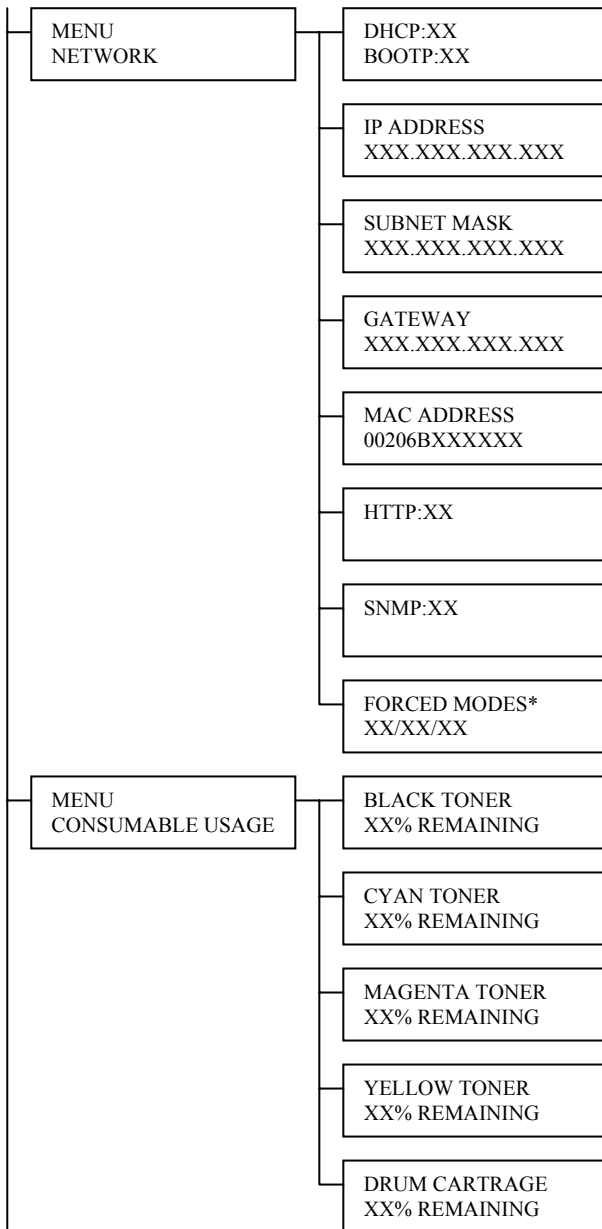 MENU
NETWORK
DHCP:XX
BOOTP:XX
IP ADDRESS
XXX.XXX.XXX.XXX
SUBNET MASK
XXX.XXX.XXX.XXX
GATEWAY
XXX.XXX.XXX.XXX
MAC ADDRESS
00206BXXXXXX
HTTP:XX
SNMP:XX
FORCED MODES*
XX/XX/XX
MENU
CONSUMABLE USAGE
BLACK TONER
XX% REMAINING
CYAN TONER
XX% REMAINING
MAGENTA TONER
XX% REMAINING
YELLOW TONER
XX% REMAINING
DRUM CARTRAGE
XX% REMAINING